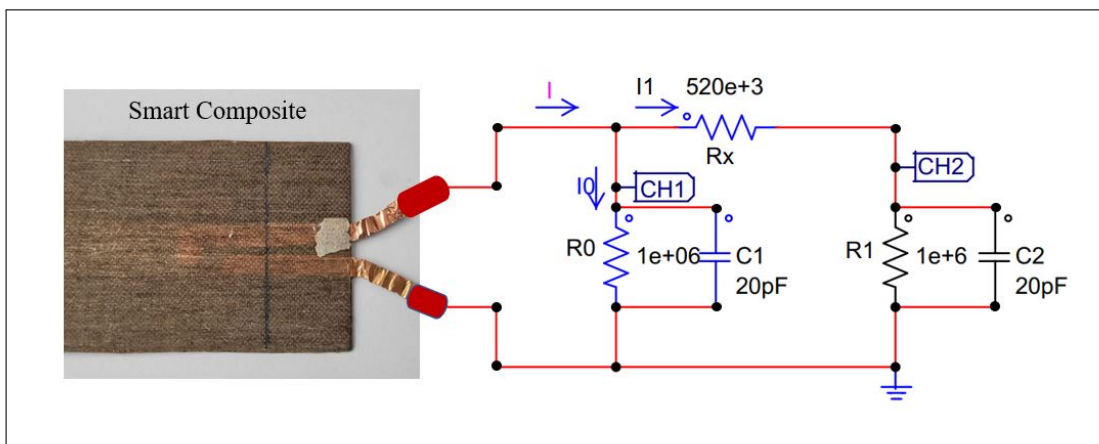 Smart Composite
I
I1
520e+3
Rx
I0
CH1
CH2
R0
1e+06
C1
20pF
R1
1e+6
C2
20pF